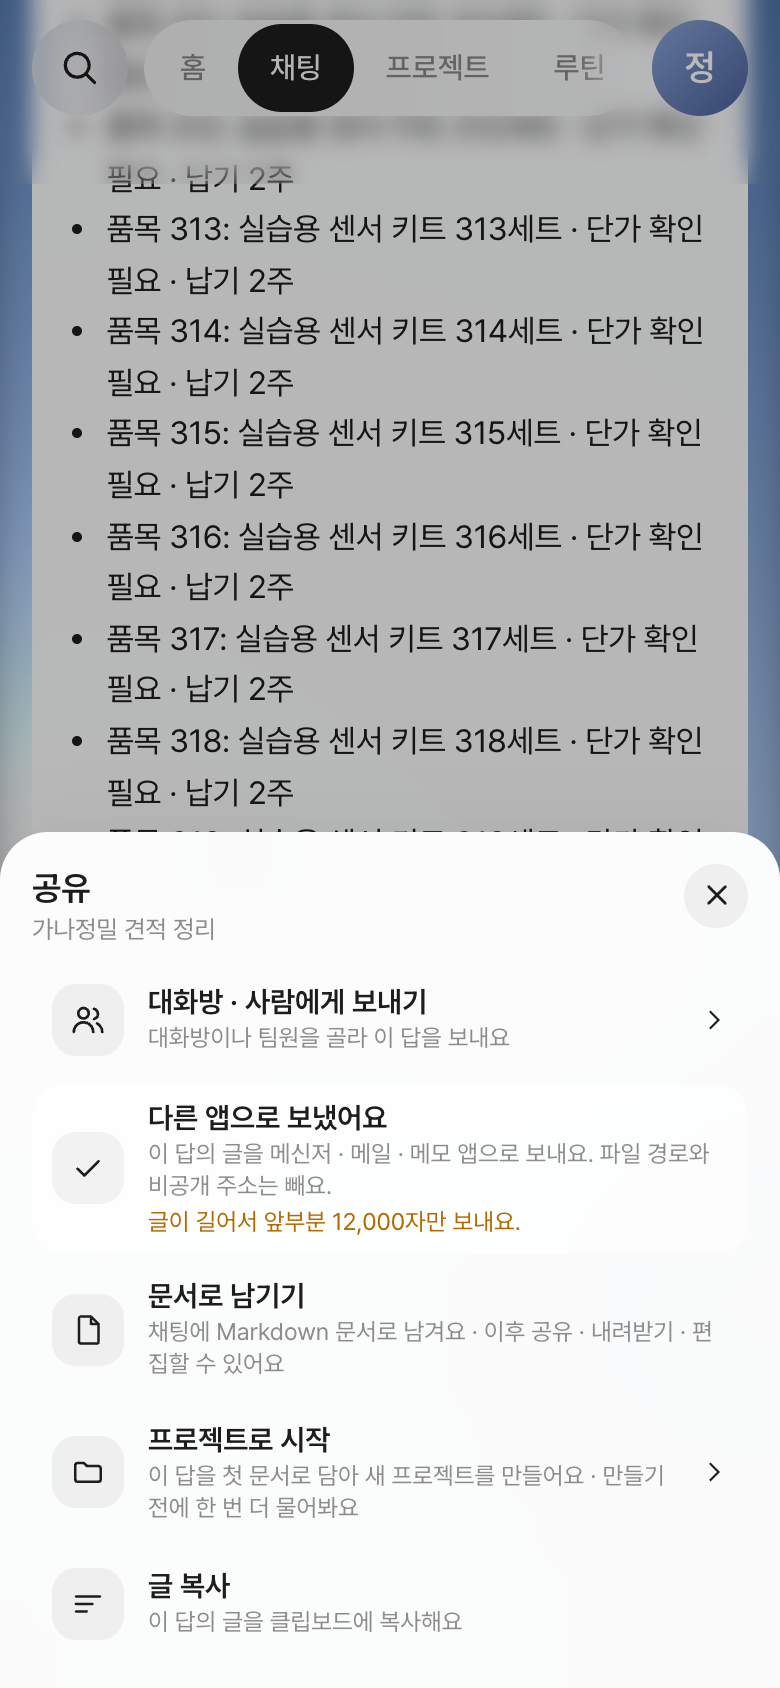 홈
채팅
프로젝트
루틴
정
필요 · 납기 2주
품목 313: 실습용 센서 키트 313세트 · 단가 확인
필요 · 납기 2주
품목 314: 실습용 센서 키트 314세트 · 단가 확인
필요 · 납기 2주
품목 315: 실습용 센서 키트 315세트 · 단가 확인
필요 · 납기 2주
품목 316: 실습용 센서 키트 316세트 · 단가 확인
필요 · 납기 2주
품목 317: 실습용 센서 키트 317세트 · 단가 확인
필요 · 납기 2주
품목 318: 실습용 센서 키트 318세트 · 단가 확인
필요 · 납기 2주
공유
가나정밀 견적 정리
대화방 · 사람에게 보내기
대화방이나 팀원을 골라 이 답을 보내요
다른 앱으로 보냈어요
이 답의 글을 메신저 · 메일 · 메모 앱으로 보내요. 파일 경로와
비공개 주소는 빼요.
글이 길어서 앞부분 12,000자만 보내요.
문서로 남기기
채팅에 Markdown 문서로 남겨요 · 이후 공유 · 내려받기 · 편
집할 수 있어요
프로젝트로 시작
이 답을 첫 문서로 담아 새 프로젝트를 만들어요 · 만들기
전에 한 번 더 물어봐요
글 복사
이 답의 글을 클립보드에 복사해요